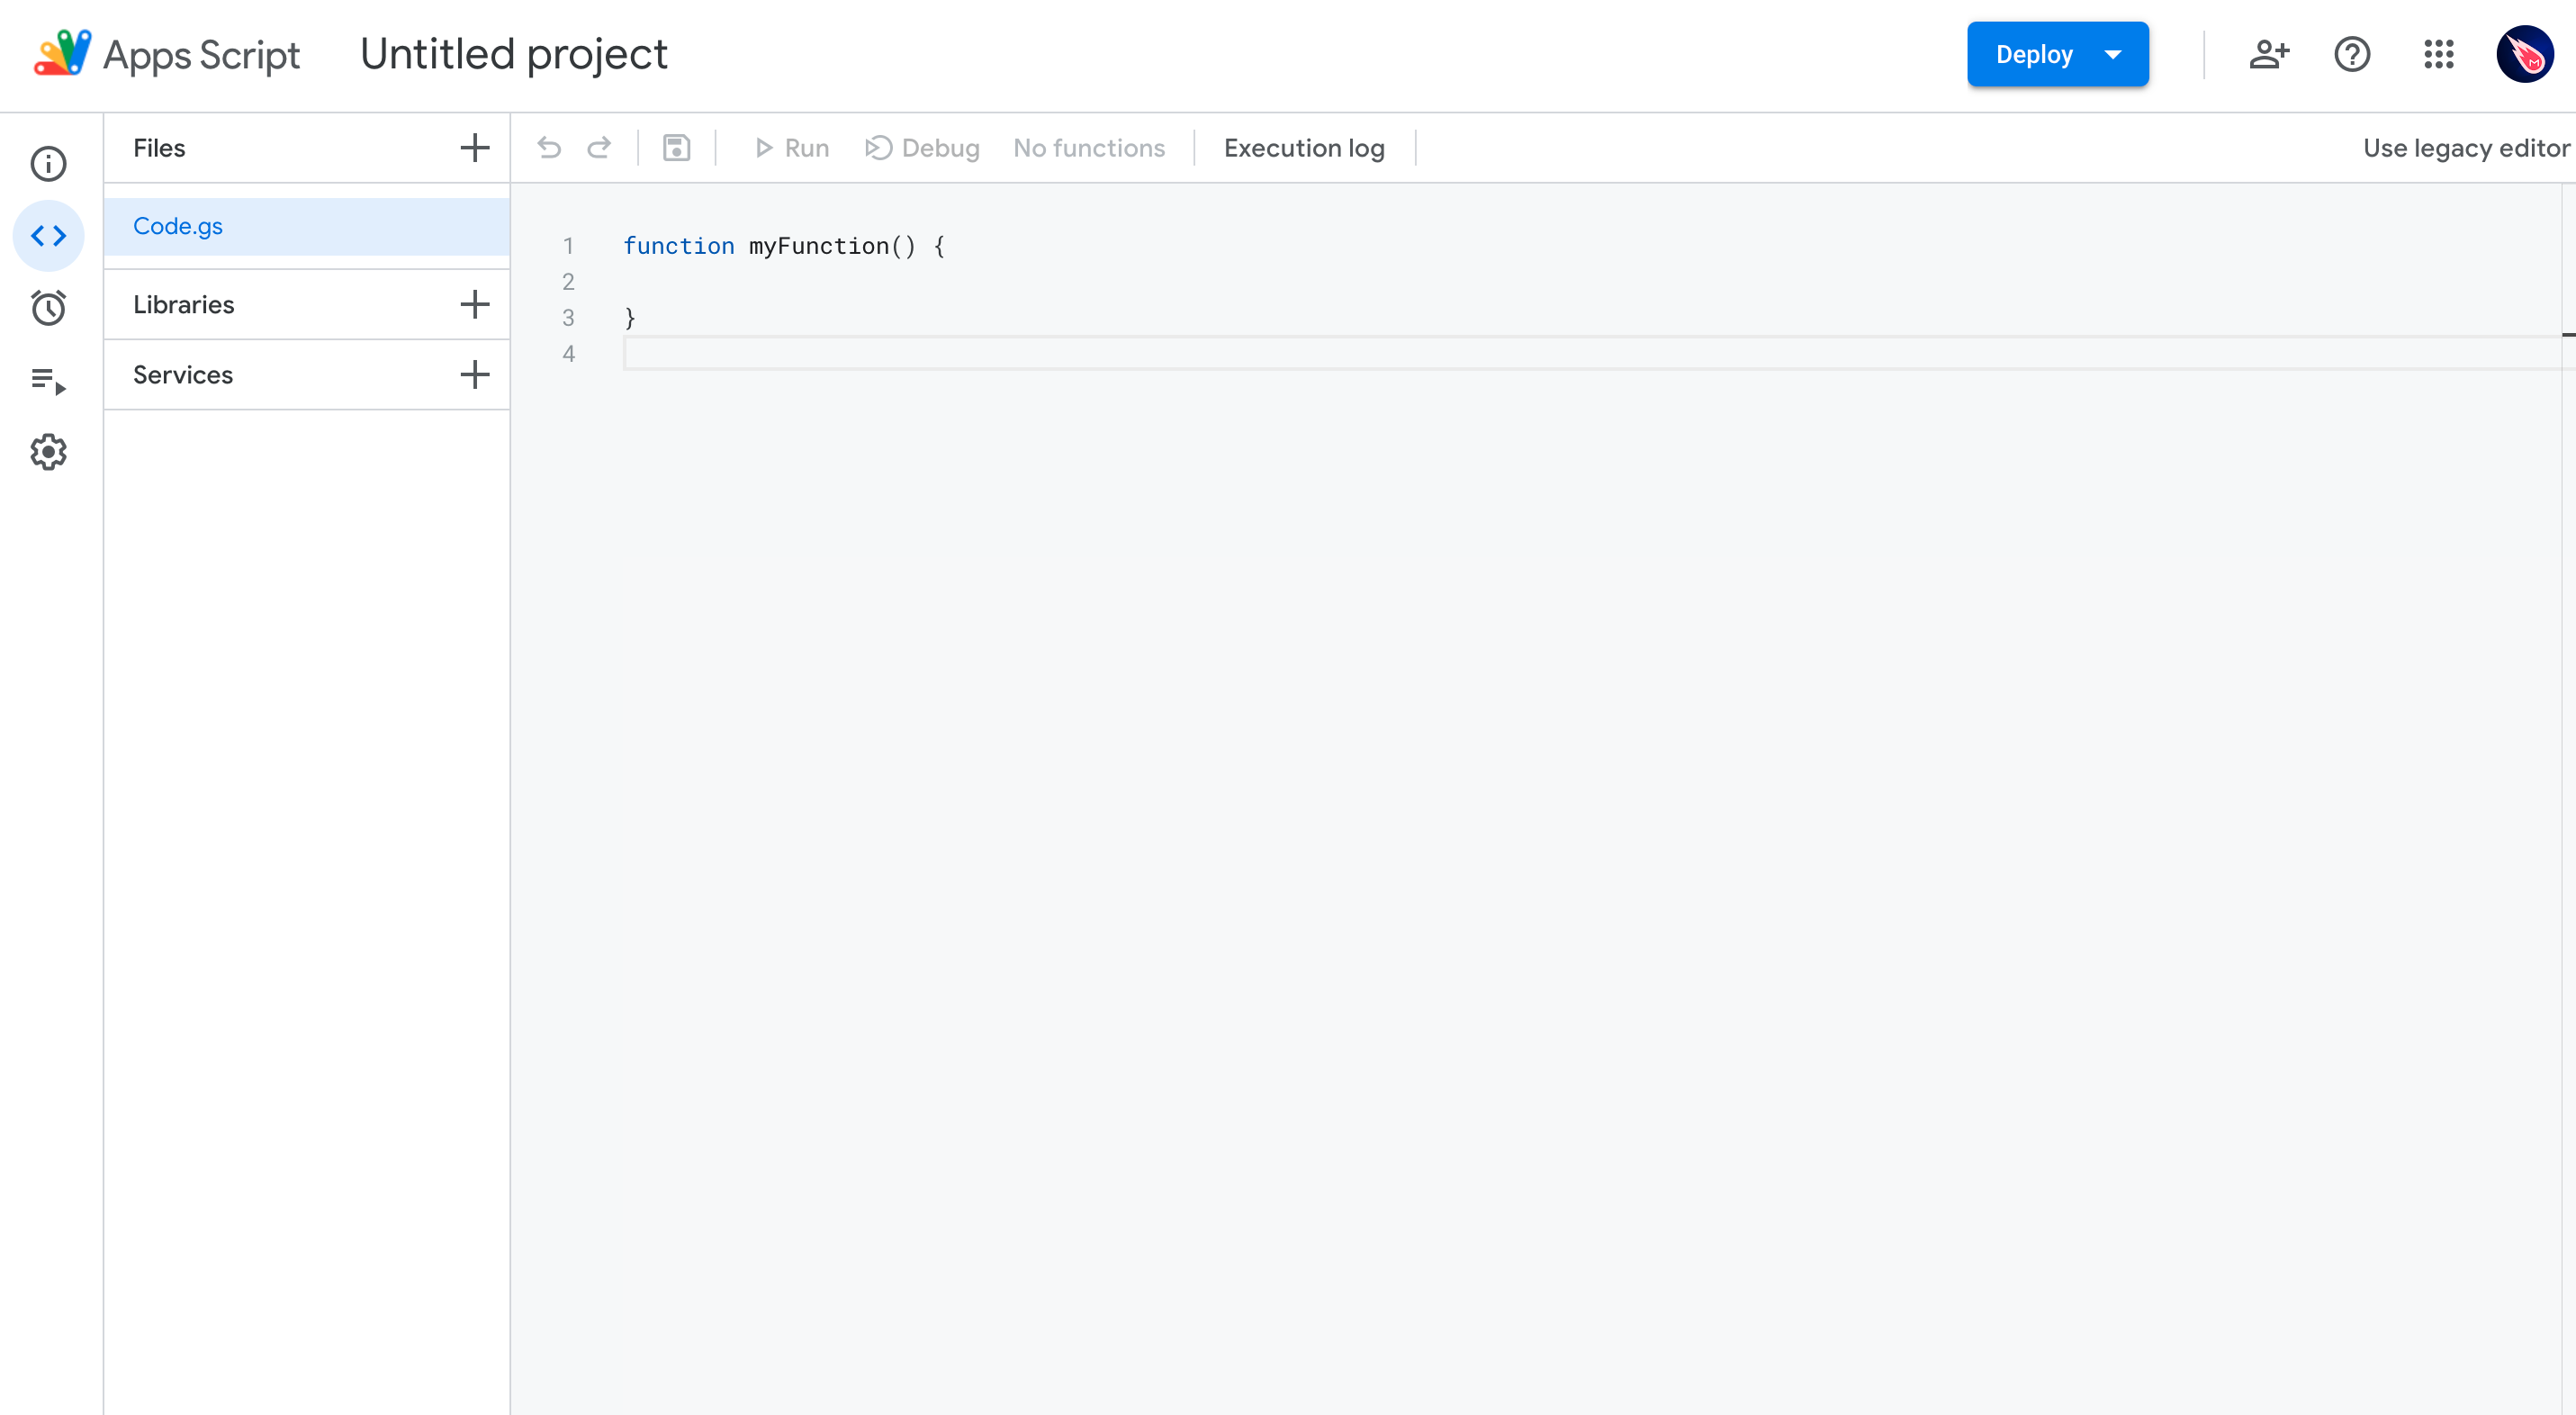 Apps Script Untitled project Deploy
Files Run Debug No functions Execution log Use legacy editor
Code.gs
Libraries
Services
1 function myFunction() {
2
3 }
4